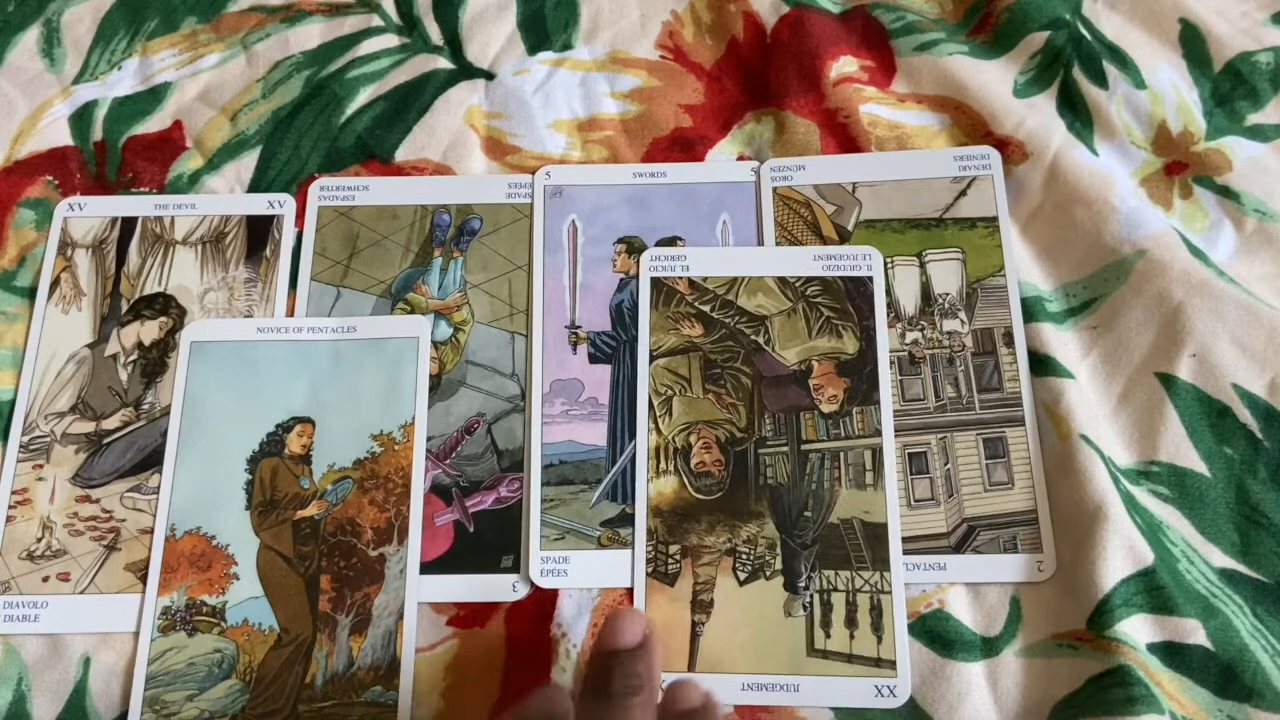 XV THE DEVIL XV
DIAVOLO
DIABLE
NOVICE OF PENTACLES
ESPADAS
SCHWERTER
SPADE
ÉPÉES
3
5 SWORDS 5
SPADE
ÉPÉES
EL JUICIO
GERICHT
IL GIUDIZIO
LE JUGEMENT
XX
JUDGEMENT
OROS
MÜNZEN
DENARI
DENIERS
2